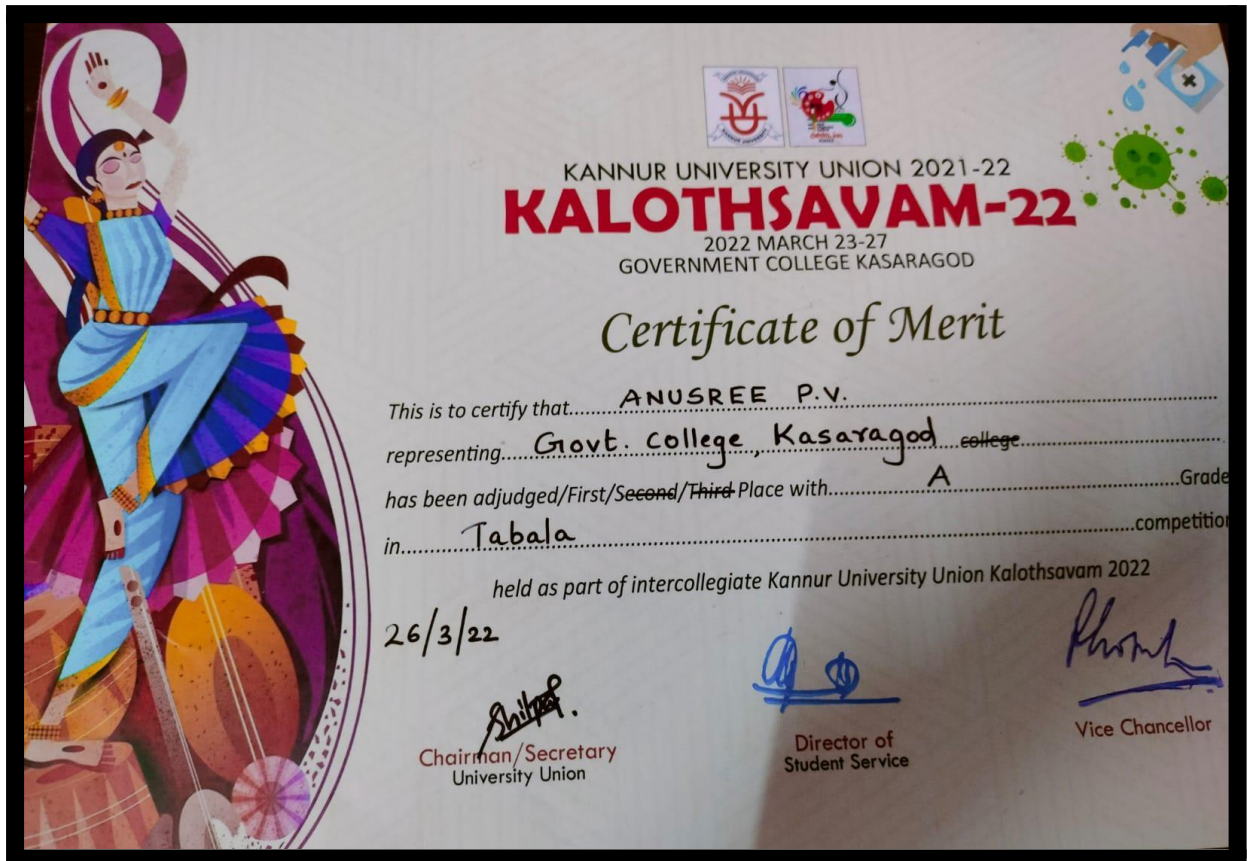 KANNUR UNIVERSITY UNION 2021-22
KALOTHSAVAM-22
2022 MARCH 23-27
GOVERNMENT COLLEGE KASARAGOD
Certificate of Merit
This is to certify that ANUSREE P.V.
representing Govt. College, Kasaragod college
has been adjudged/First/Second/Third Place with A Grade
in Tabala competition
held as part of intercollegiate Kannur University Union Kalothsavam 2022
26/3/22
Chairman/Secretary
University Union
Director of
Student Service
Vice Chancellor